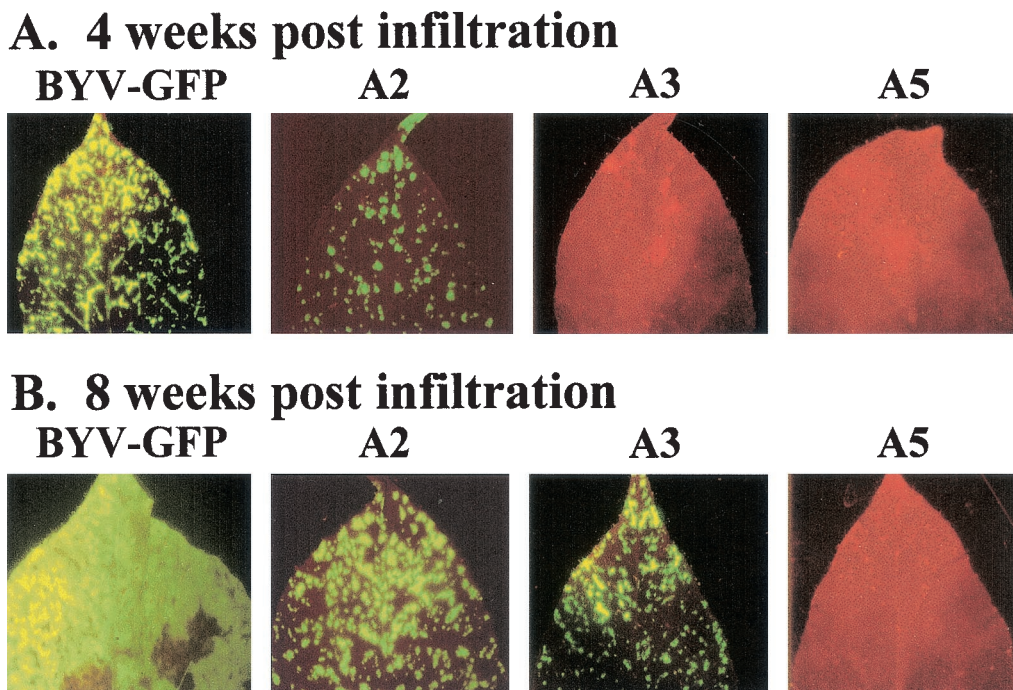 A. 4 weeks post infiltration
BYV-GFP A2 A3 A5
B. 8 weeks post infiltration
BYV-GFP A2 A3 A5